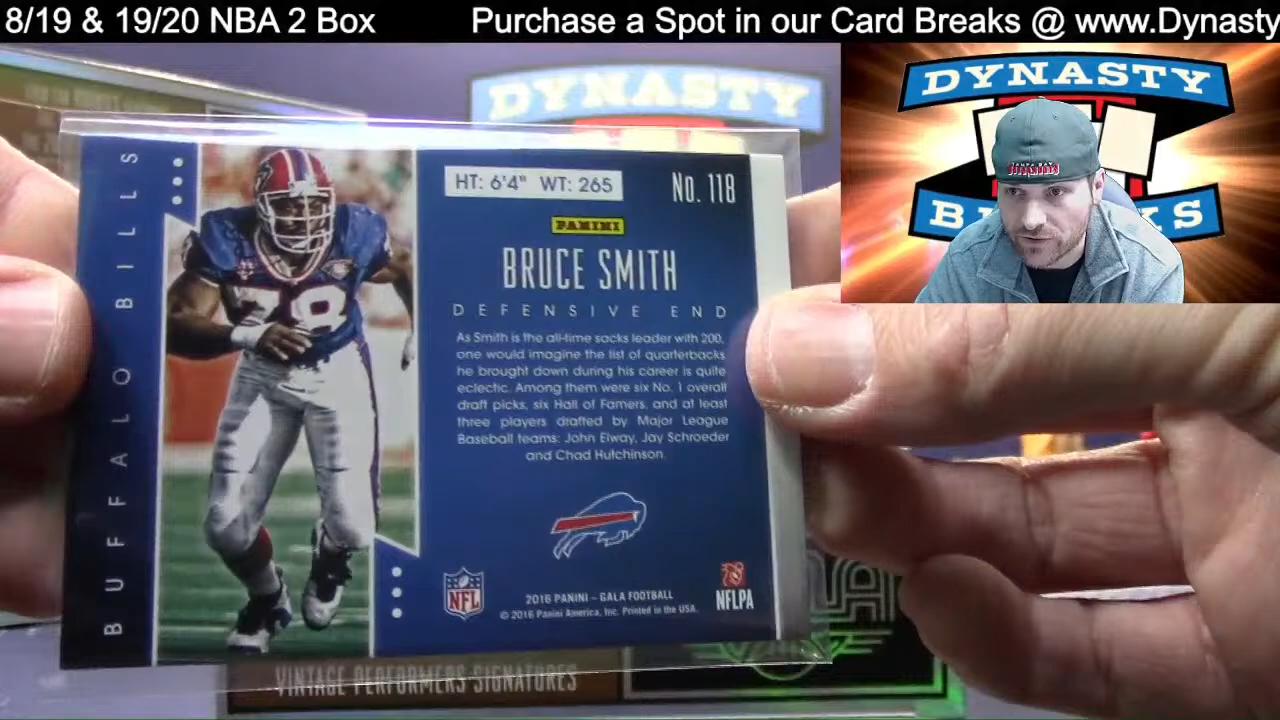 8/19 & 19/20 NBA 2 Box Purchase a Spot in our Card Breaks @ www.Dynasty
DYNASTY
DYNASTY
TAMPA BAY
B KS
BUFFALO BILLS
78
HT: 6'4" WT: 265
No. 118
PANINI
BRUCE SMITH
DEFENSIVE END
As Smith is the all-time sacks leader with 200,
one would imagine the list of quarterbacks
he brought down during his career is quite
eclectic. Among them were six No. 1 overall
draft picks, six Hall of Famers, and at least
three players drafted by Major League
Baseball teams: John Elway, Jay Schroeder
and Chad Hutchinson.
NFL
2016 PANINI – GALA FOOTBALL
© 2016 Panini America, Inc. Printed in the USA.
NFLPA
VINTAGE PERFORMERS SIGNATURES